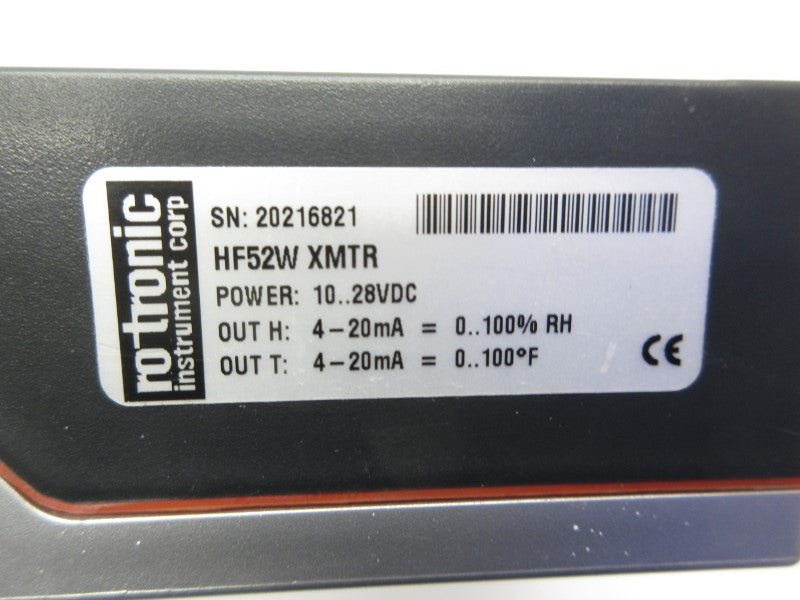 rotronic
instrument corp
SN: 20216821
HF52W XMTR
POWER: 10..28VDC
OUT H: 4-20mA = 0..100% RH
OUT T: 4-20mA = 0..100°F
CE